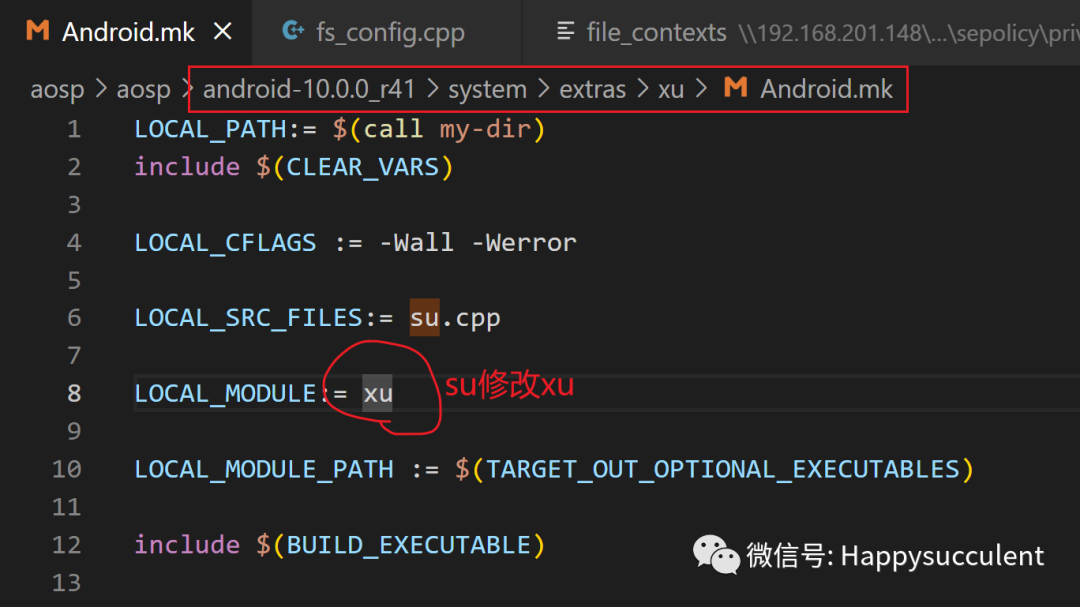 Android.mk fs_config.cpp file_contexts \\192.168.201.148\...\sepolicy\priv
aosp > aosp > android-10.0.0_r41 > system > extras > xu > Android.mk
1 LOCAL_PATH:= $(call my-dir)
2 include $(CLEAR_VARS)
3
4 LOCAL_CFLAGS := -Wall -Werror
5
6 LOCAL_SRC_FILES:= su.cpp
7
8 LOCAL_MODULE:= xu su修改xu
9
10 LOCAL_MODULE_PATH := $(TARGET_OUT_OPTIONAL_EXECUTABLES)
11
12 include $(BUILD_EXECUTABLE)
13
微信号: Happysucculent